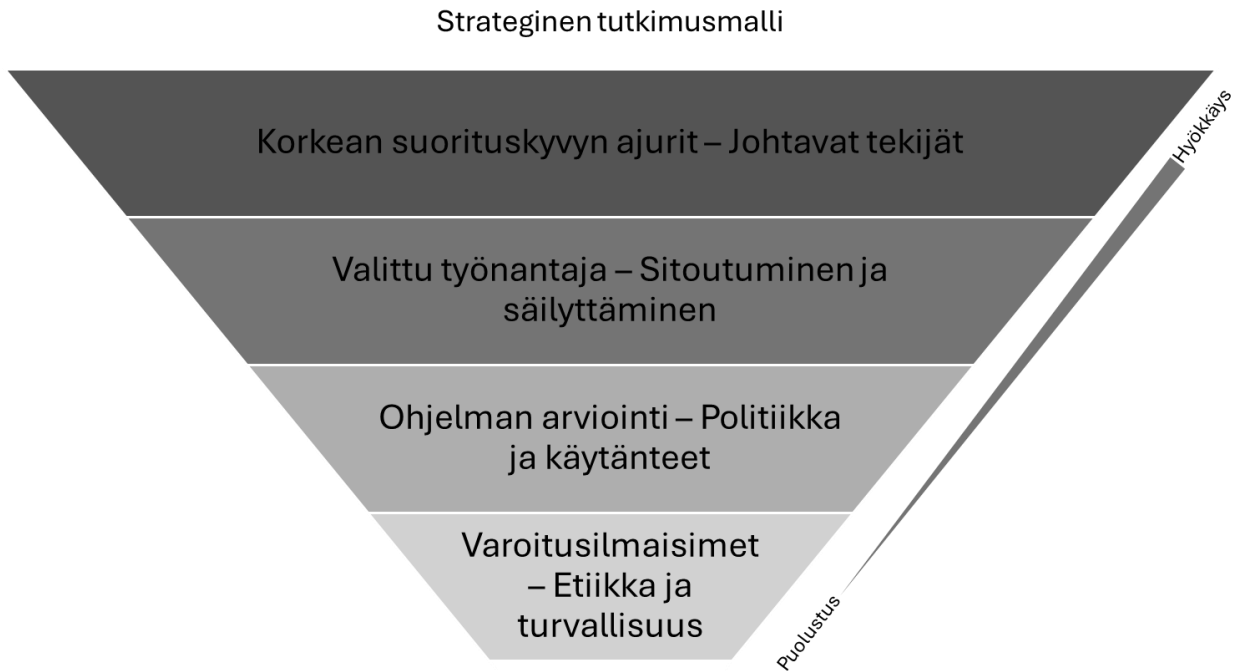 Strateginen tutkimusmalli
Korkean suorituskyvyn ajurit – Johtavat tekijät
Hyökkäys
Valittu työnantaja – Sitoutuminen ja
säilyttäminen
Ohjelman arviointi – Politiikka
ja käytänteet
Varoitusilmaisimet
– Etiikka ja
turvallisuus
Puolustus